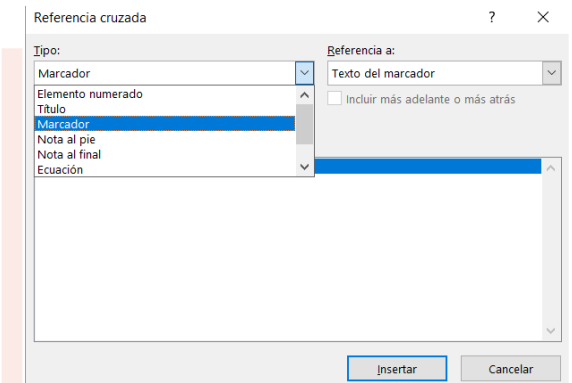 Referencia cruzada ? ×
Tipo: Referencia a:
Marcador Texto del marcador
Elemento numerado
Incluir más adelante o más atrás
Título
Marcador
Nota al pie
Nota al final
Ecuación
Insertar Cancelar